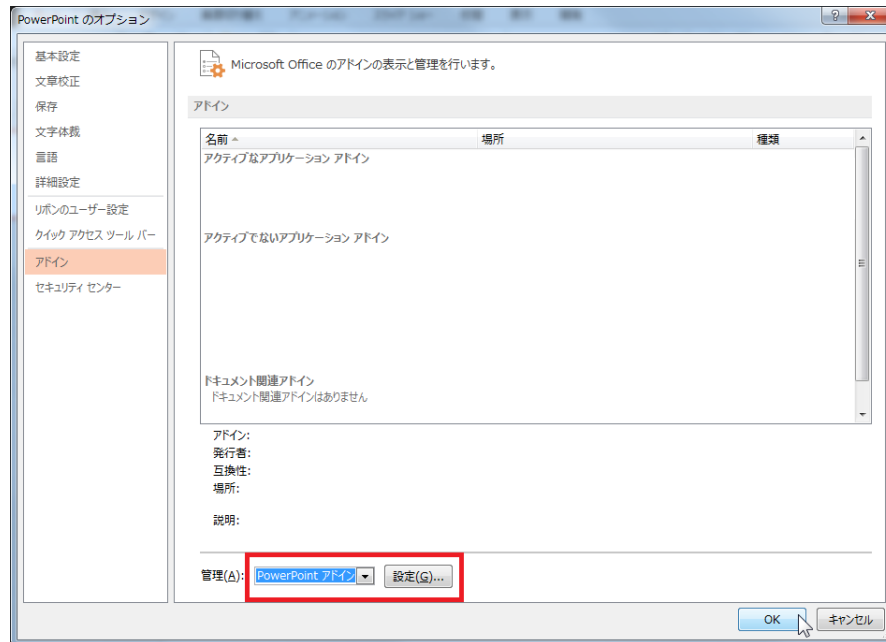 PowerPoint のオプション
基本設定
文章校正
保存
文字体裁
言語
詳細設定
リボンのユーザー設定
クイック アクセス ツール バー
アドイン
セキュリティ センター
Microsoft Office のアドインの表示と管理を行います。
アドイン
名前 場所 種類
アクティブなアプリケーション アドイン
アクティブでないアプリケーション アドイン
ドキュメント関連アドイン
ドキュメント関連アドインはありません
アドイン:
発行者:
互換性:
場所:
説明:
管理(A): PowerPoint アドイン 設定(G)...
OK キャンセル